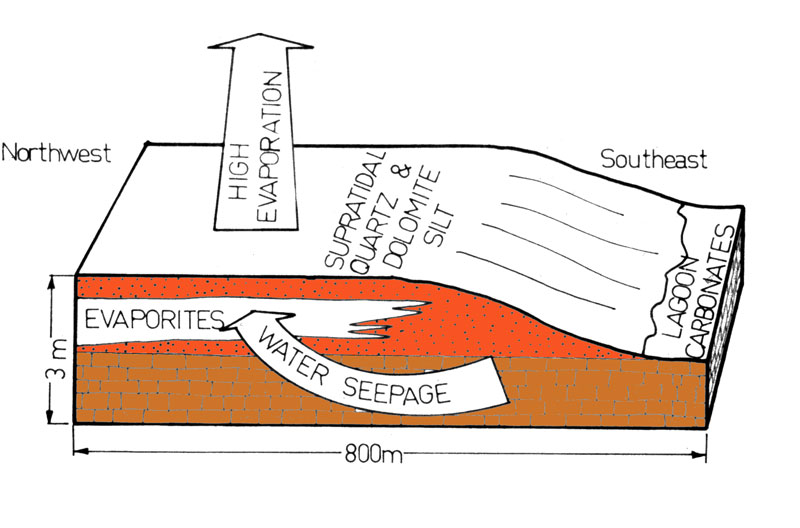 Northwest
HIGH
EVAPORATION
SUPRATIDAL
QUARTZ &
DOLOMITE
SILT
Southeast
LAGOON
CARBONATES
EVAPORITES
WATER SEEPAGE
3 m
800m